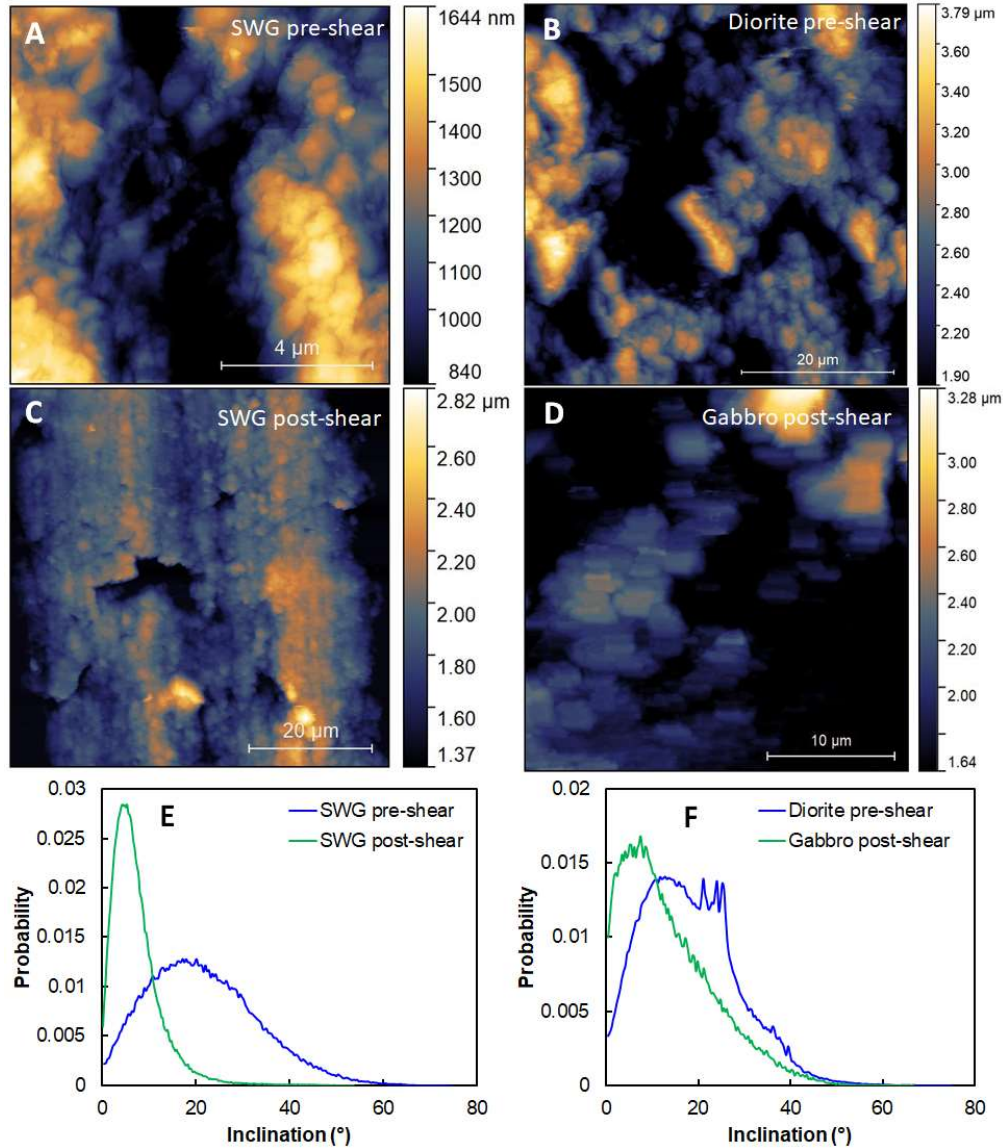 A
SWG pre-shear
4 µm
1644 nm
1500
1400
1300
1200
1100
1000
840
B
Diorite pre-shear
20 µm
3.79 µm
3.60
3.40
3.20
3.00
2.80
2.60
2.40
2.20
1.90
C
SWG post-shear
20 µm
2.82 µm
2.60
2.40
2.20
2.00
1.80
1.60
1.37
D
Gabbro post-shear
10 µm
3.28 µm
3.00
2.80
2.60
2.40
2.20
2.00
1.64
E
SWG pre-shear
SWG post-shear
Probability
0.03
0.025
0.02
0.015
0.01
0.005
0
0 20 40 60 80
Inclination (°)
F
Diorite pre-shear
Gabbro post-shear
Probability
0.02
0.015
0.01
0.005
0
0 20 40 60 80
Inclination (°)